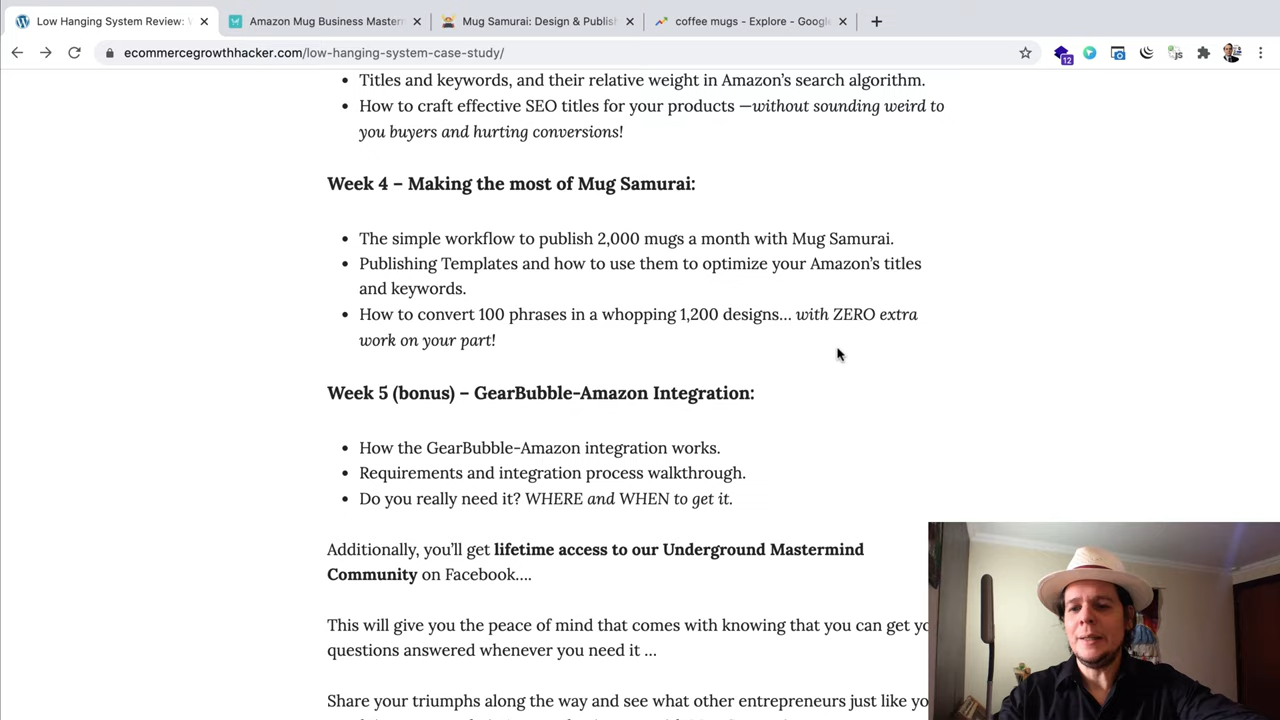 Low Hanging System Review:
Amazon Mug Business Masterm
Mug Samurai: Design & Publish
coffee mugs - Explore - Google
ecommercegrowthhacker.com/low-hanging-system-case-study/
12
• Titles and keywords, and their relative weight in Amazon's search algorithm.
• How to craft effective SEO titles for your products —without sounding weird to
you buyers and hurting conversions!
Week 4 – Making the most of Mug Samurai:
• The simple workflow to publish 2,000 mugs a month with Mug Samurai.
• Publishing Templates and how to use them to optimize your Amazon's titles
and keywords.
• How to convert 100 phrases in a whopping 1,200 designs… with ZERO extra
work on your part!
Week 5 (bonus) – GearBubble-Amazon Integration:
• How the GearBubble-Amazon integration works.
• Requirements and integration process walkthrough.
• Do you really need it? WHERE and WHEN to get it.
Additionally, you'll get lifetime access to our Underground Mastermind
Community on Facebook….
This will give you the peace of mind that comes with knowing that you can get yo
questions answered whenever you need it …
Share your triumphs along the way and see what other entrepreneurs just like yo